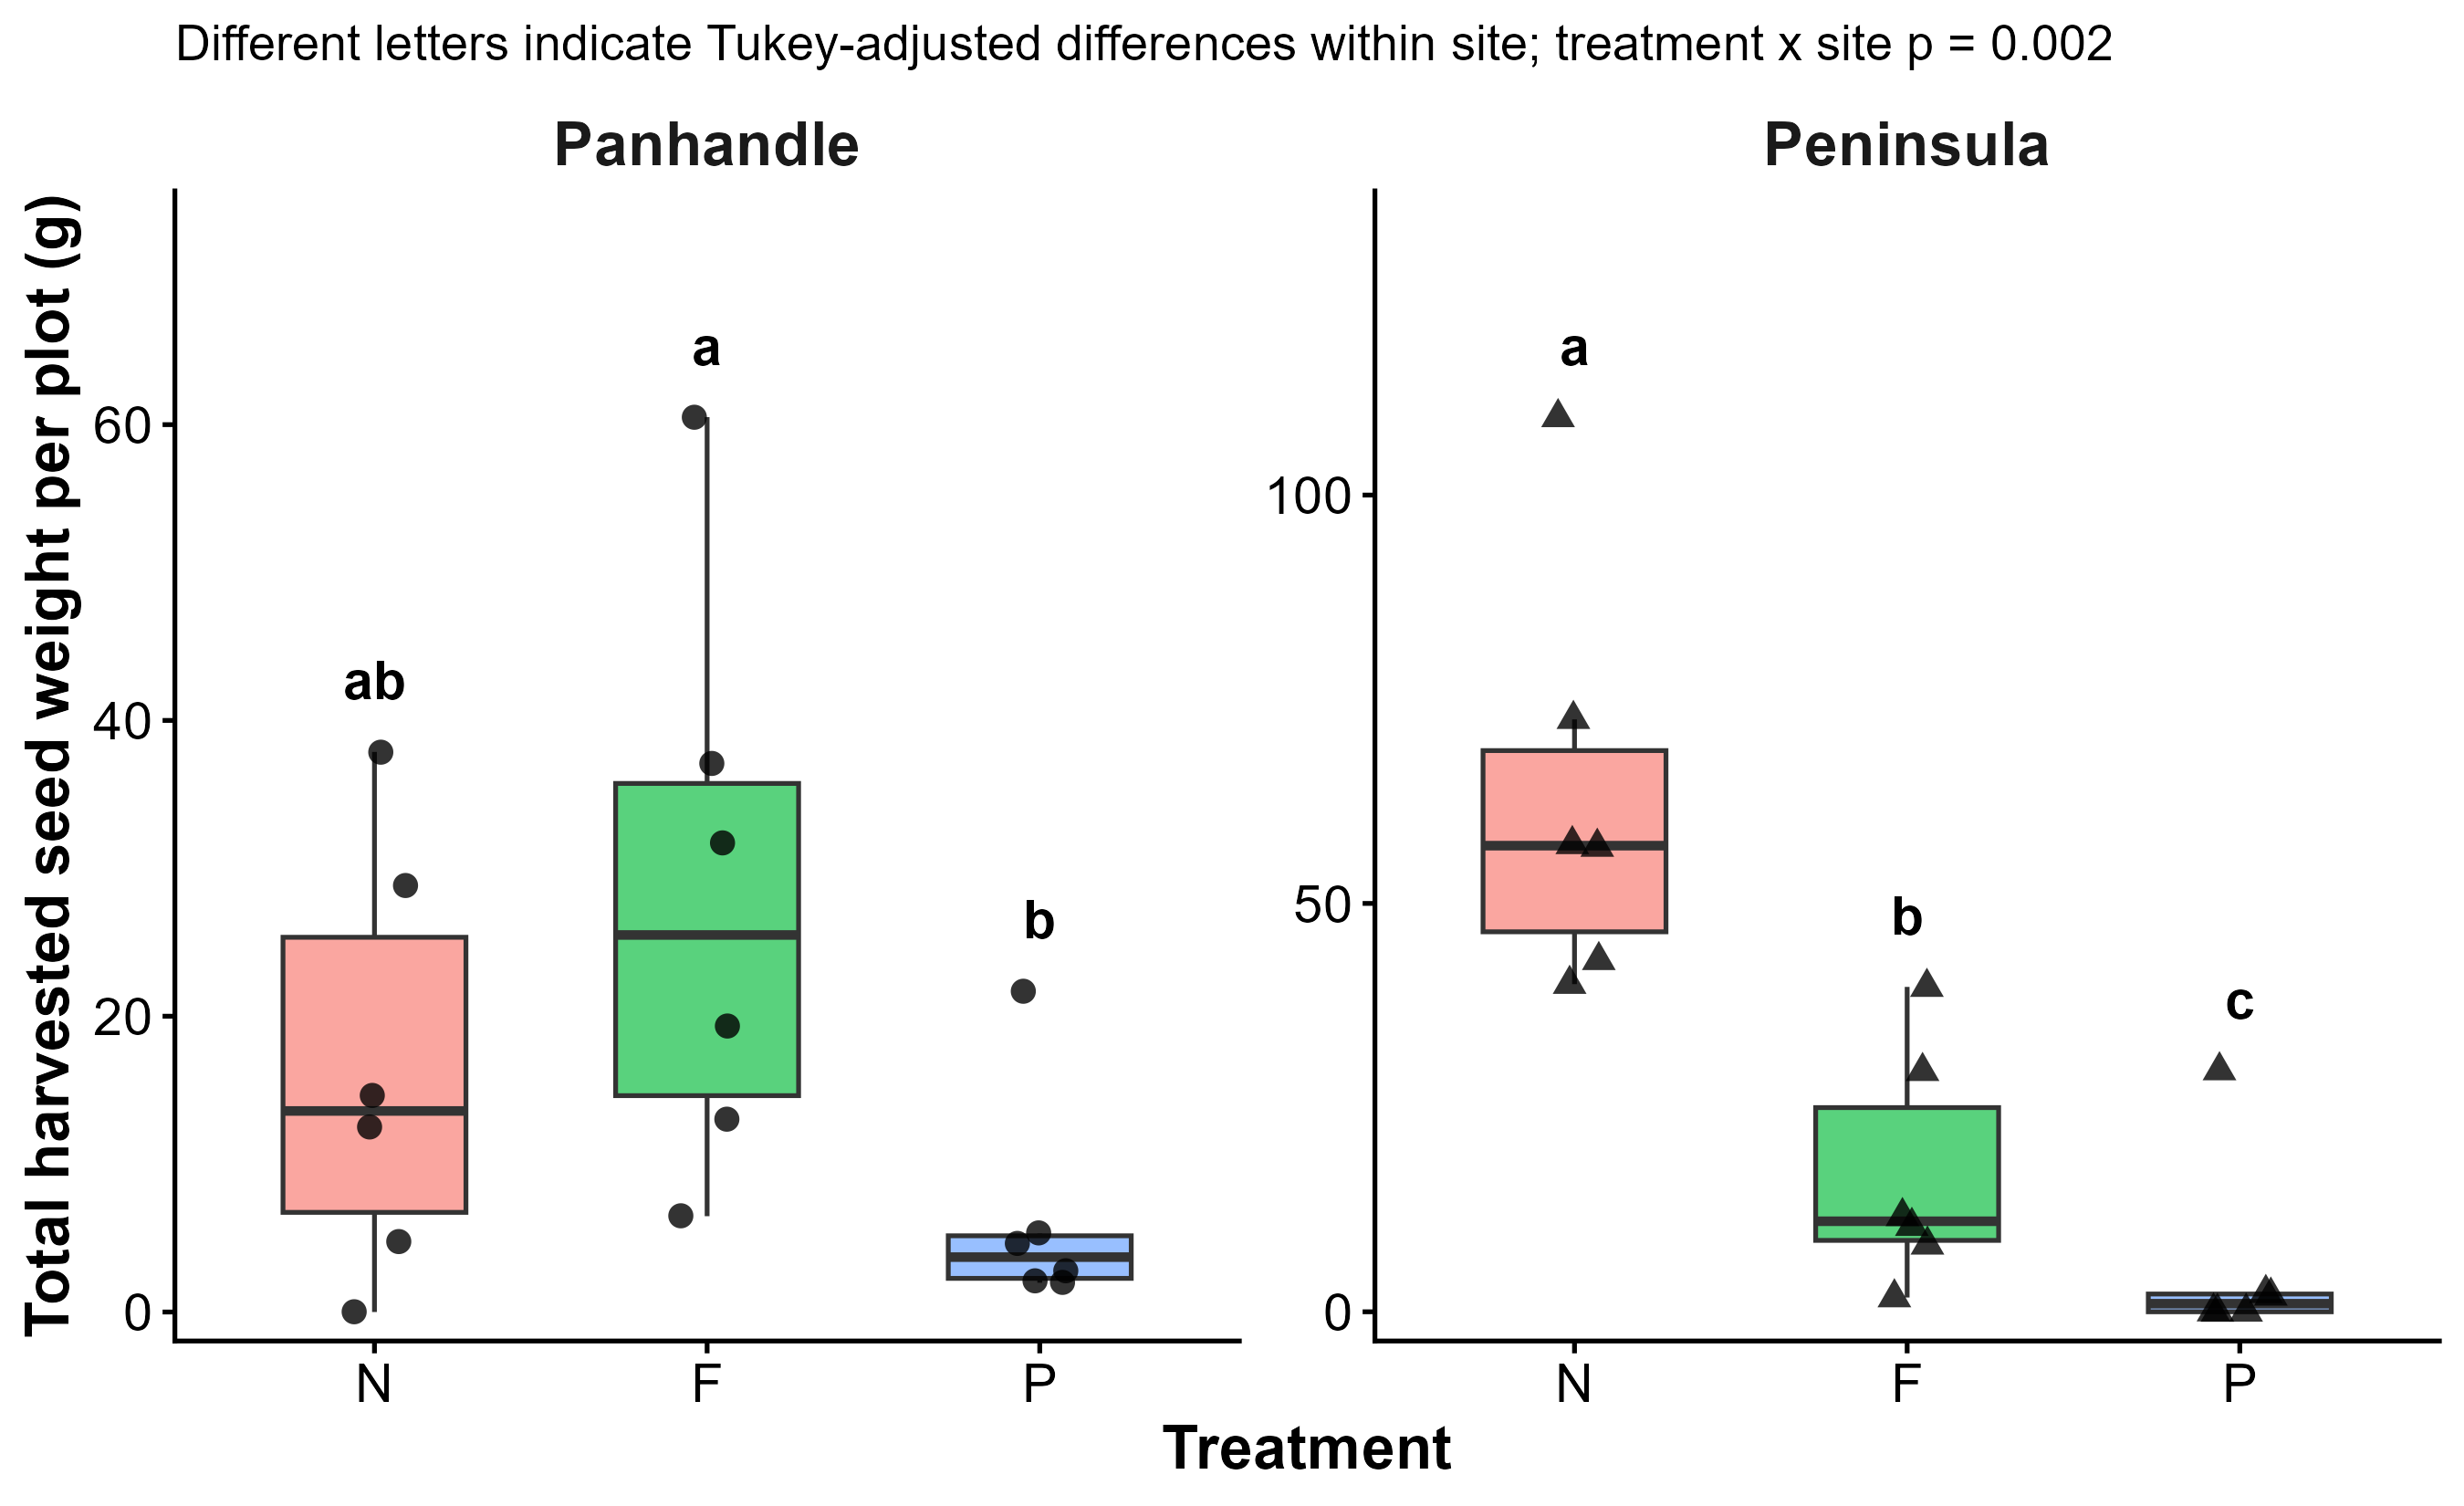 Different letters indicate Tukey-adjusted differences within site; treatment x site p = 0.002
Panhandle
Peninsula
Total harvested seed weight per plot (g)
60
40
20
0
ab
a
b
N
F
P
100
50
0
a
b
c
N
F
P
Treatment